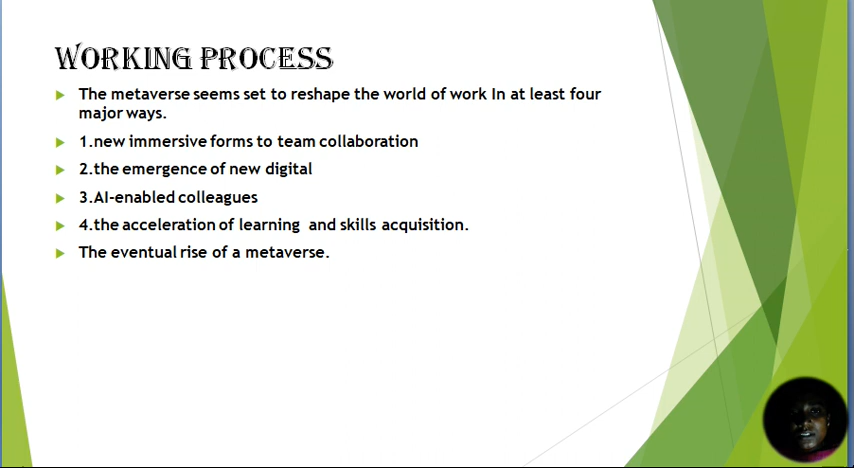 WORKING PROCESS
The metaverse seems set to reshape the world of work In at least four
major ways.
1.new immersive forms to team collaboration
2.the emergence of new digital
3.AI-enabled colleagues
4.the acceleration of learning and skills acquisition.
The eventual rise of a metaverse.